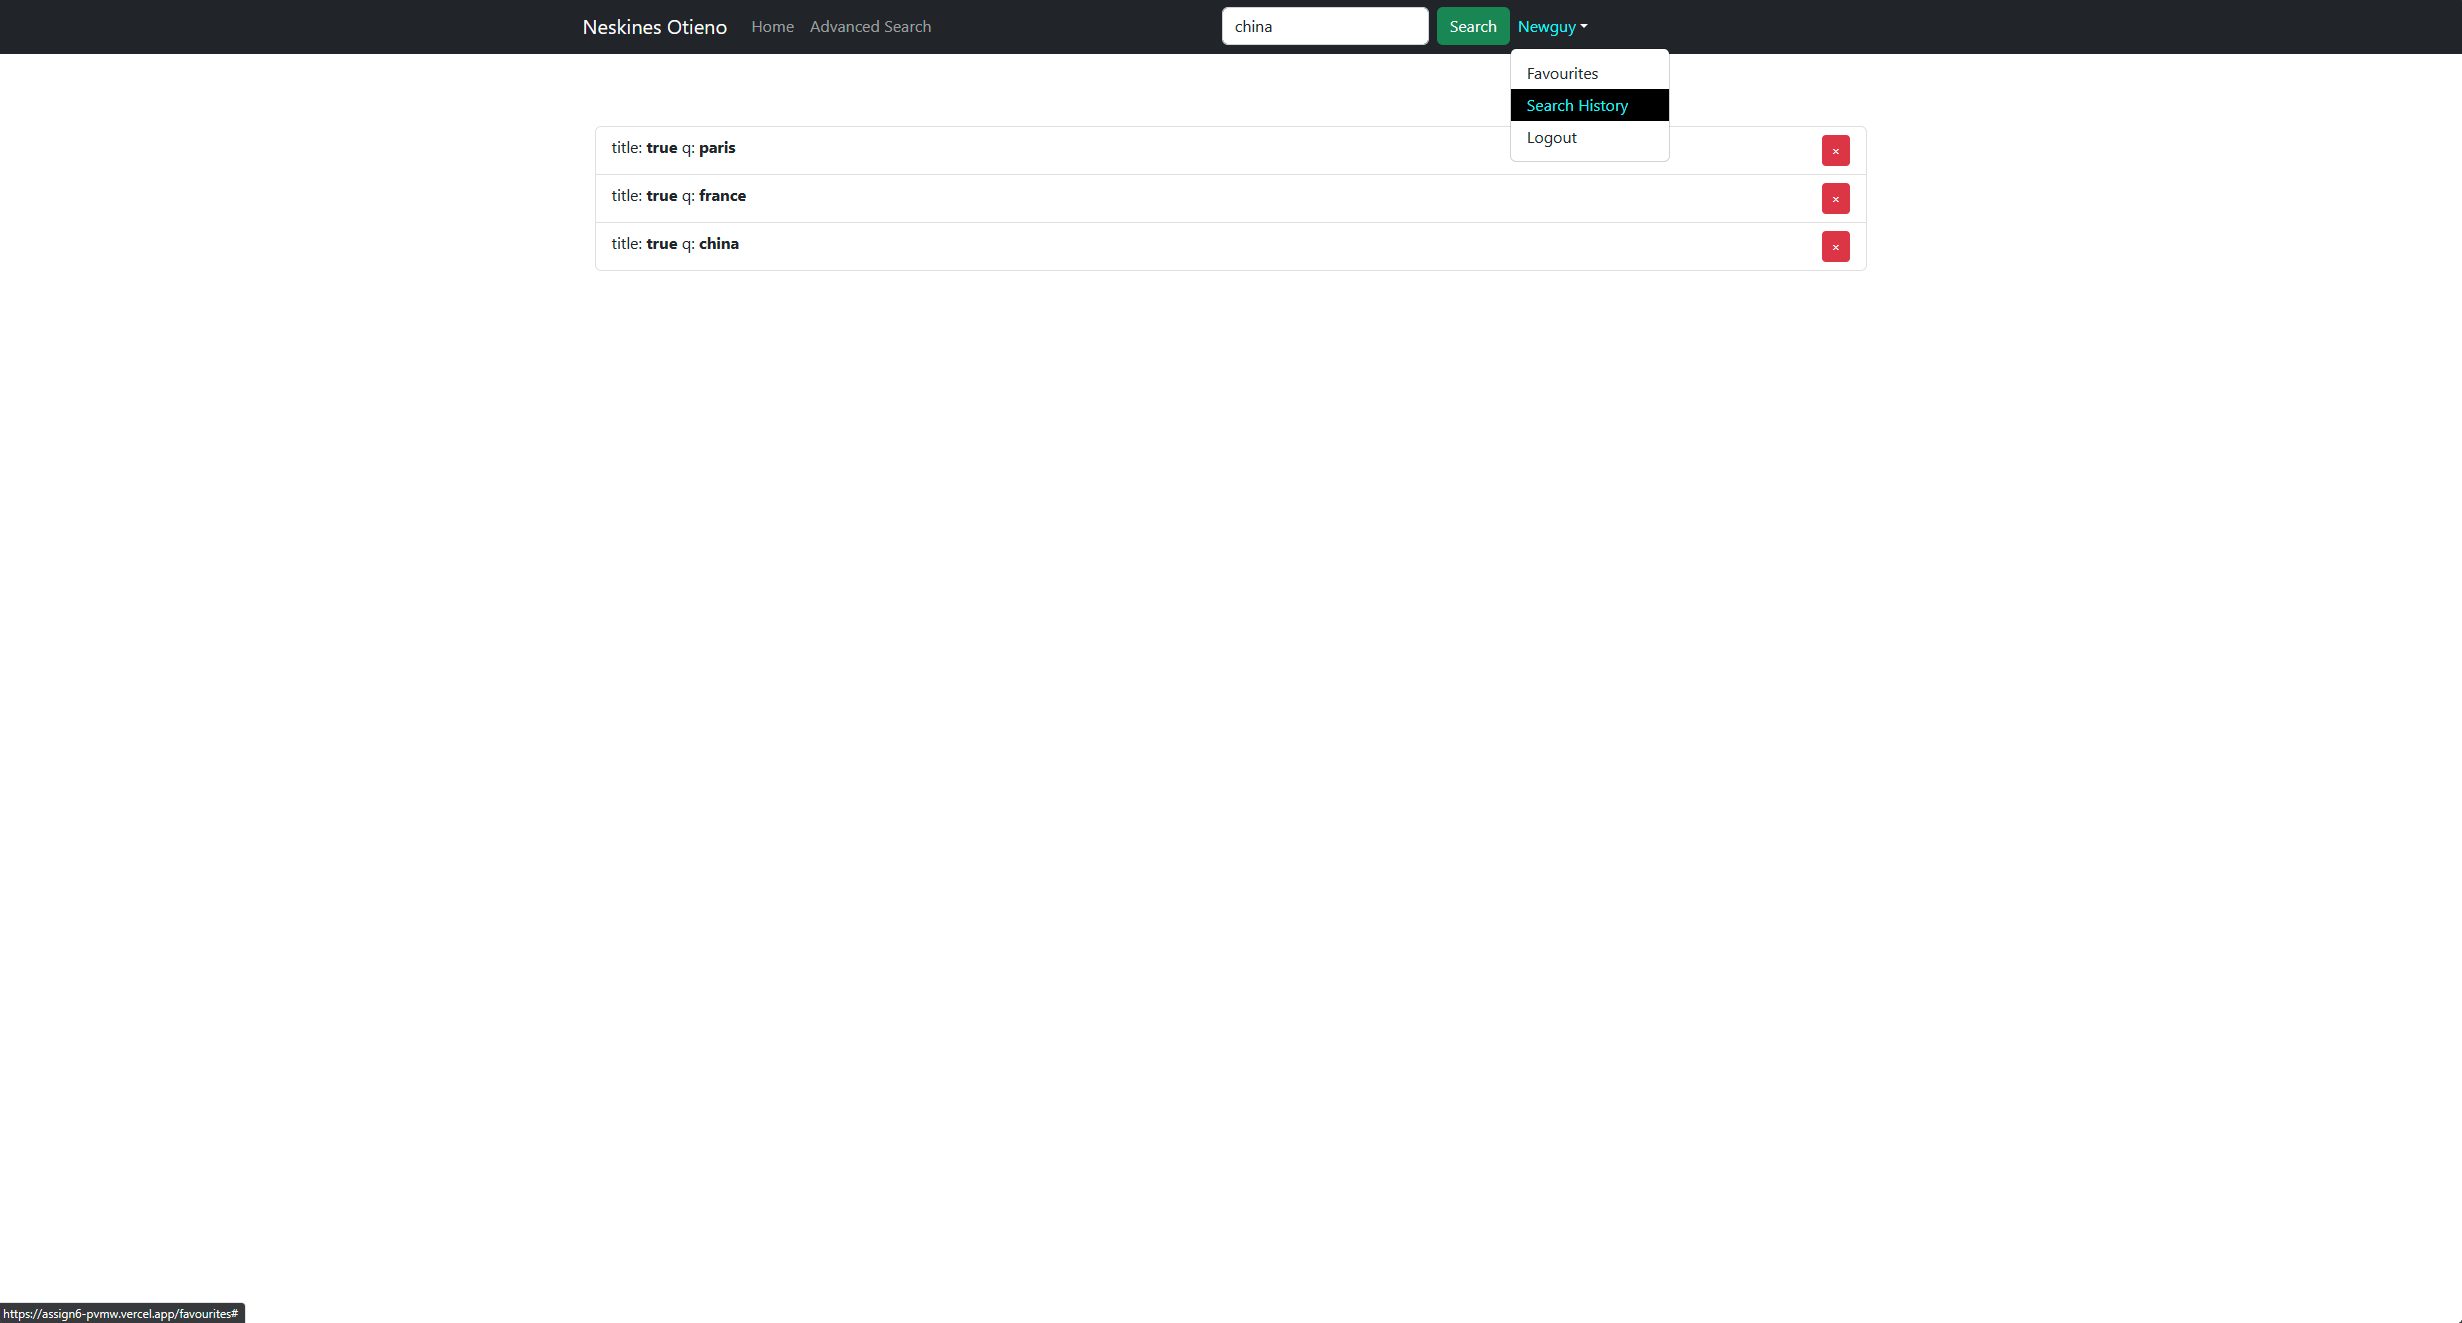 Neskines Otieno Home Advanced Search china Search Newguy
Favourites
Search History
Logout
title: true q: paris ×
title: true q: france ×
title: true q: china ×
https://assign6-pvmw.vercel.app/favourites#